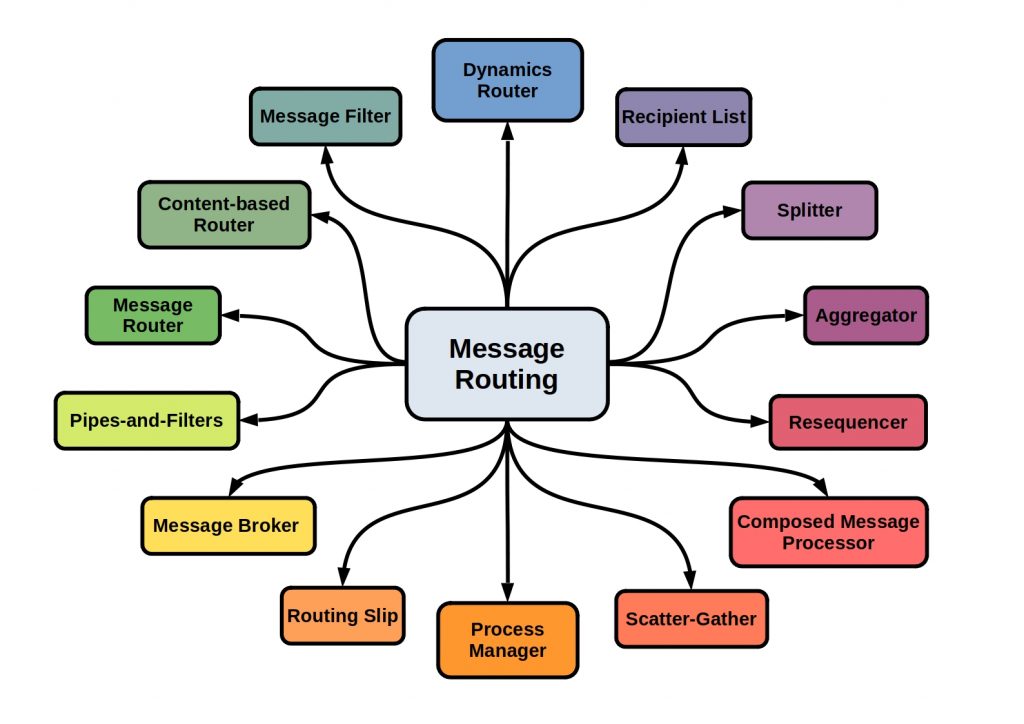 Dynamics
Router
Message Filter
Recipient List
Content-based
Router
Splitter
Message
Router
Aggregator
Message
Routing
Pipes-and-Filters
Resequencer
Message Broker
Composed Message
Processor
Routing Slip
Process
Manager
Scatter-Gather